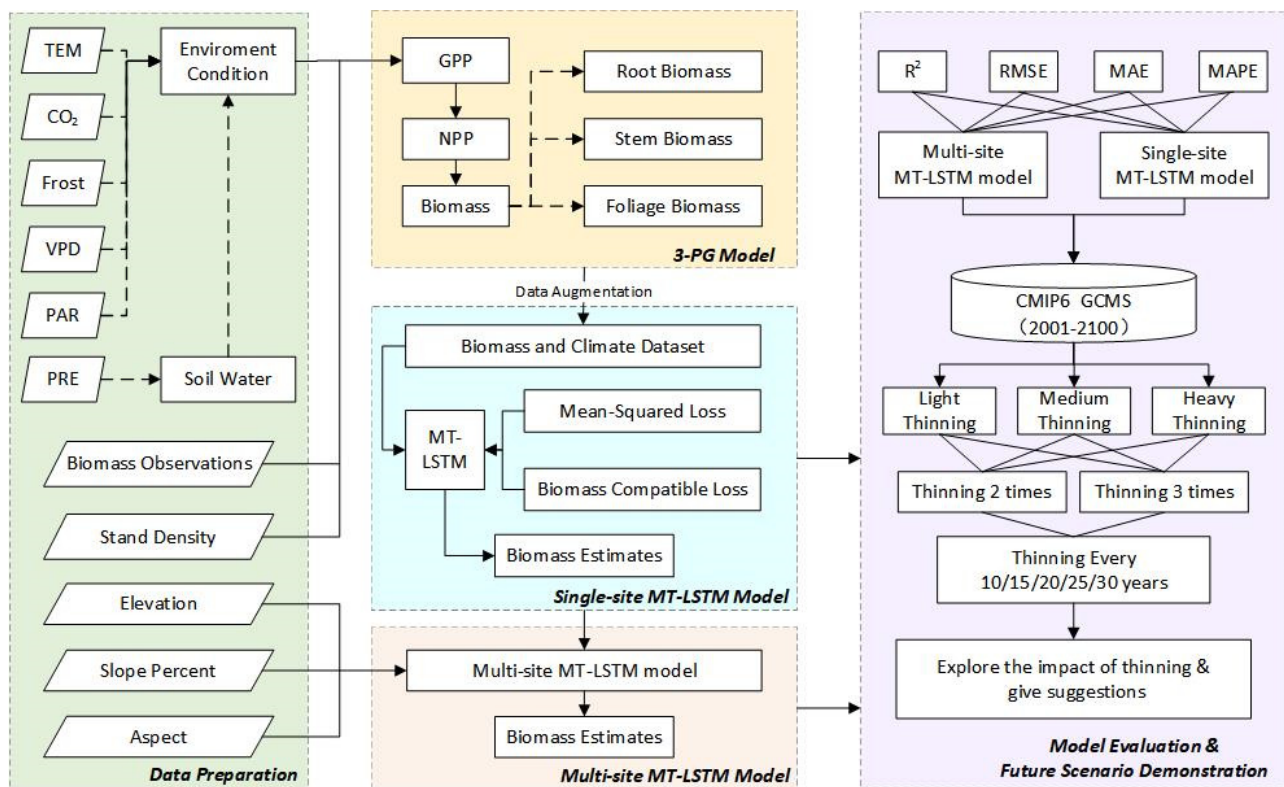 TEM
CO₂
Frost
VPD
PAR
PRE
Enviroment
Condition
Soil Water
Biomass Observations
Stand Density
Elevation
Slope Percent
Aspect
Data Preparation
GPP
NPP
Biomass
Root Biomass
Stem Biomass
Foliage Biomass
3-PG Model
Data Augmentation
Biomass and Climate Dataset
MT-
LSTM
Mean-Squared Loss
Biomass Compatible Loss
Biomass Estimates
Single-site MT-LSTM Model
Multi-site MT-LSTM model
Biomass Estimates
Multi-site MT-LSTM Model
R²
RMSE
MAE
MAPE
Multi-site
MT-LSTM model
Single-site
MT-LSTM model
CMIP6 GCMS
（2001-2100）
Light
Thinning
Medium
Thinning
Heavy
Thinning
Thinning 2 times
Thinning 3 times
Thinning Every
10/15/20/25/30 years
Explore the impact of thinning &
give suggestions
Model Evaluation &
Future Scenario Demonstration